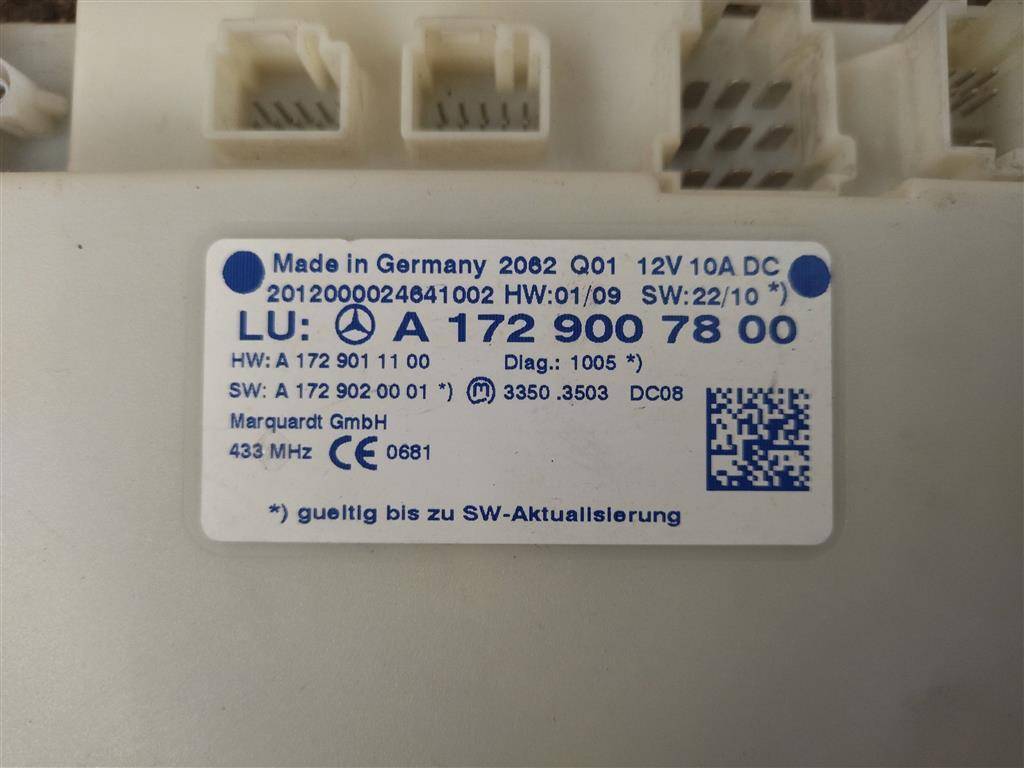 Made in Germany 2062 Q01 12V 10A DC
2012000024641002 HW:01/09 SW:22/10 *)
LU: A 172 900 78 00
HW: A 172 901 11 00 Diag.: 1005 *)
SW: A 172 902 00 01 *) m 3350 .3503 DC08
Marquardt GmbH
433 MHz CE 0681
*) gueltig bis zu SW-Aktualisierung